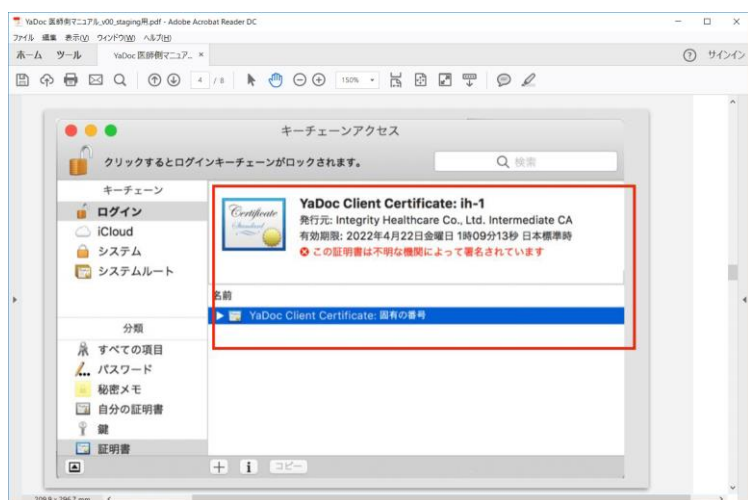 YaDoc 医師側マニュアル_v00_staging用.pdf - Adobe Acrobat Reader DC
ファイル 編集 表示(V) ウィンドウ(W) ヘルプ(H)
ホーム ツール YaDoc 医師側マニュア... ×
サインイン
4 / 8 150%
キーチェーンアクセス
クリックするとログインキーチェーンがロックされます。
検索
キーチェーン
ログイン
iCloud
システム
システムルート
Certificate
Standard
YaDoc Client Certificate: ih-1
発行元: Integrity Healthcare Co., Ltd. Intermediate CA
有効期限: 2022年4月22日金曜日 1時09分13秒 日本標準時
この証明書は不明な機関によって署名されています
名前
YaDoc Client Certificate: 固有の番号
分類
すべての項目
パスワード
秘密メモ
自分の証明書
鍵
証明書
コピー
209.9 x 296.7 mm